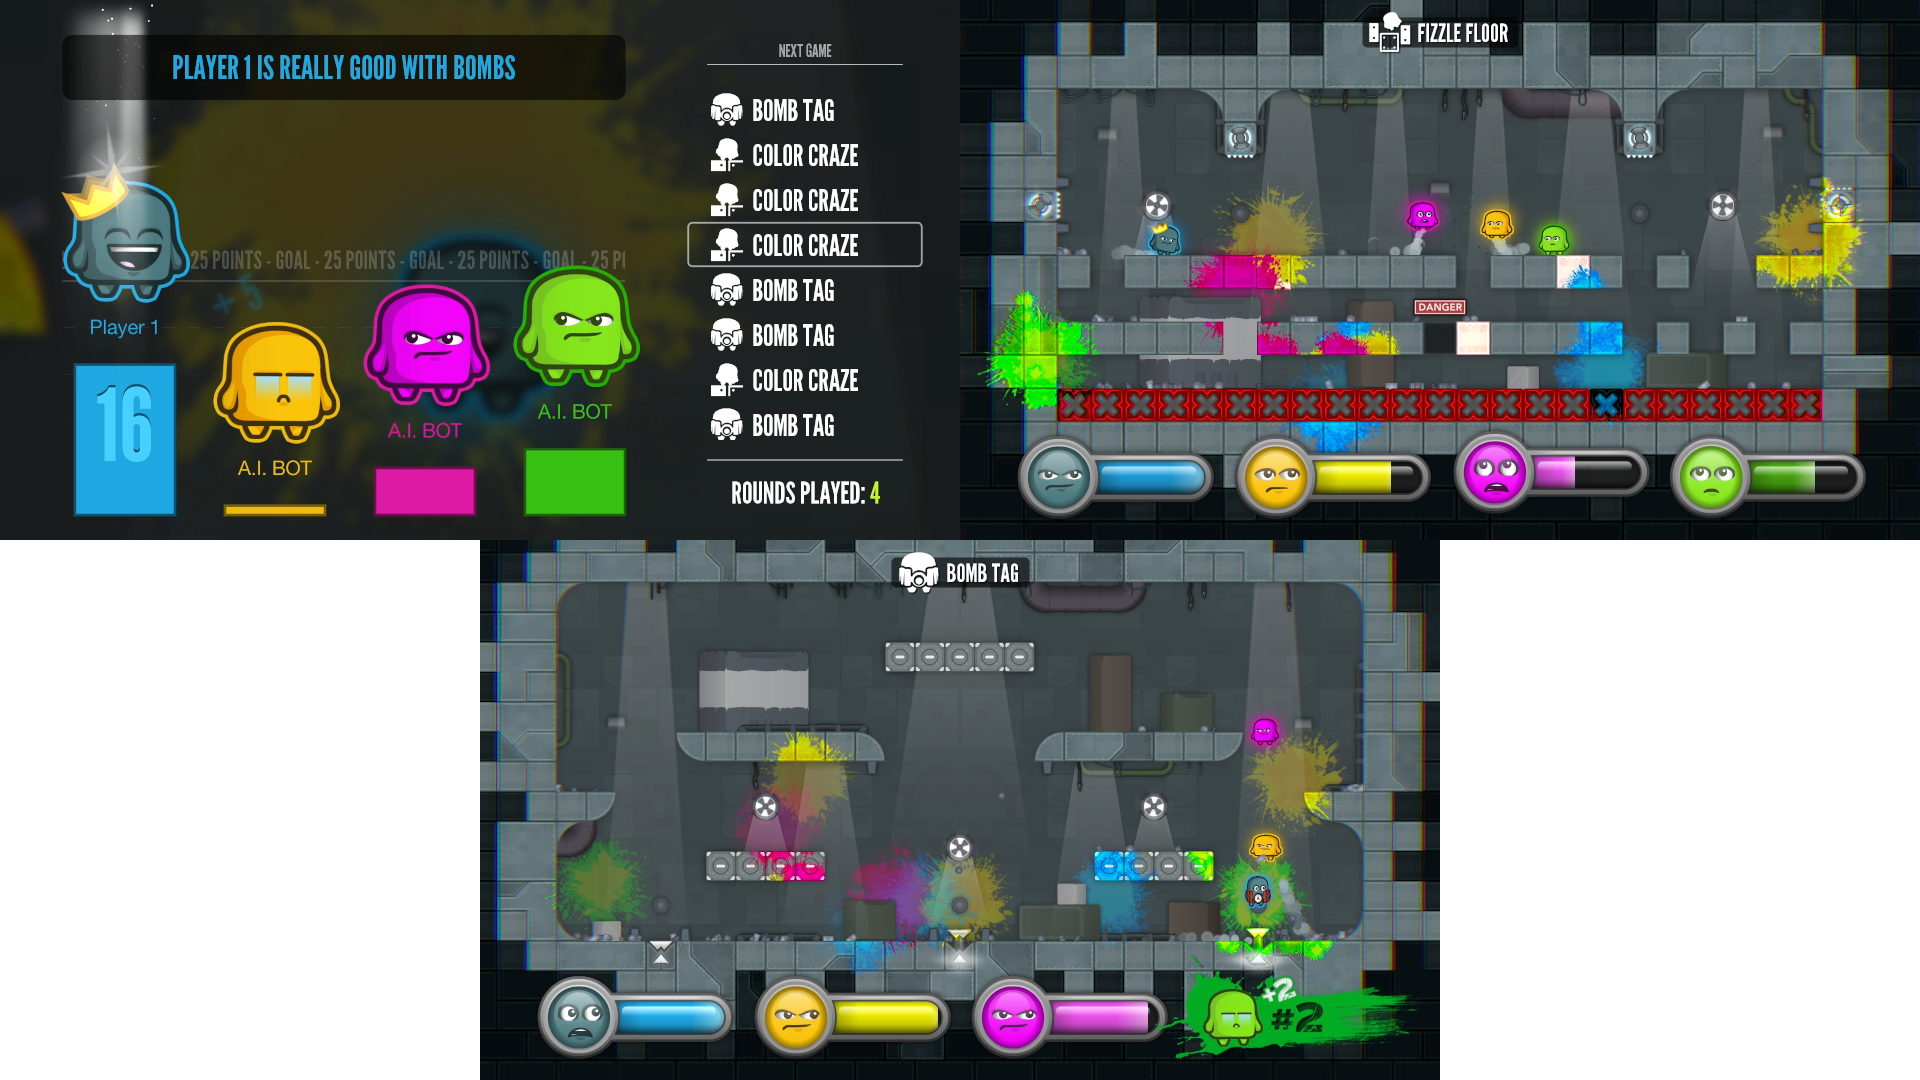 PLAYER 1 IS REALLY GOOD WITH BOMBS
25 POINTS - GOAL - 25 POINTS - GOAL - 25 POINTS - GOAL - 25 P
+ 5
Player 1
16
A.I. BOT
A.I. BOT
A.I. BOT
NEXT GAME
BOMB TAG
COLOR CRAZE
COLOR CRAZE
COLOR CRAZE
BOMB TAG
BOMB TAG
COLOR CRAZE
BOMB TAG
ROUNDS PLAYED: 4
FIZZLE FLOOR
DANGER
BOMB TAG
+2
#2